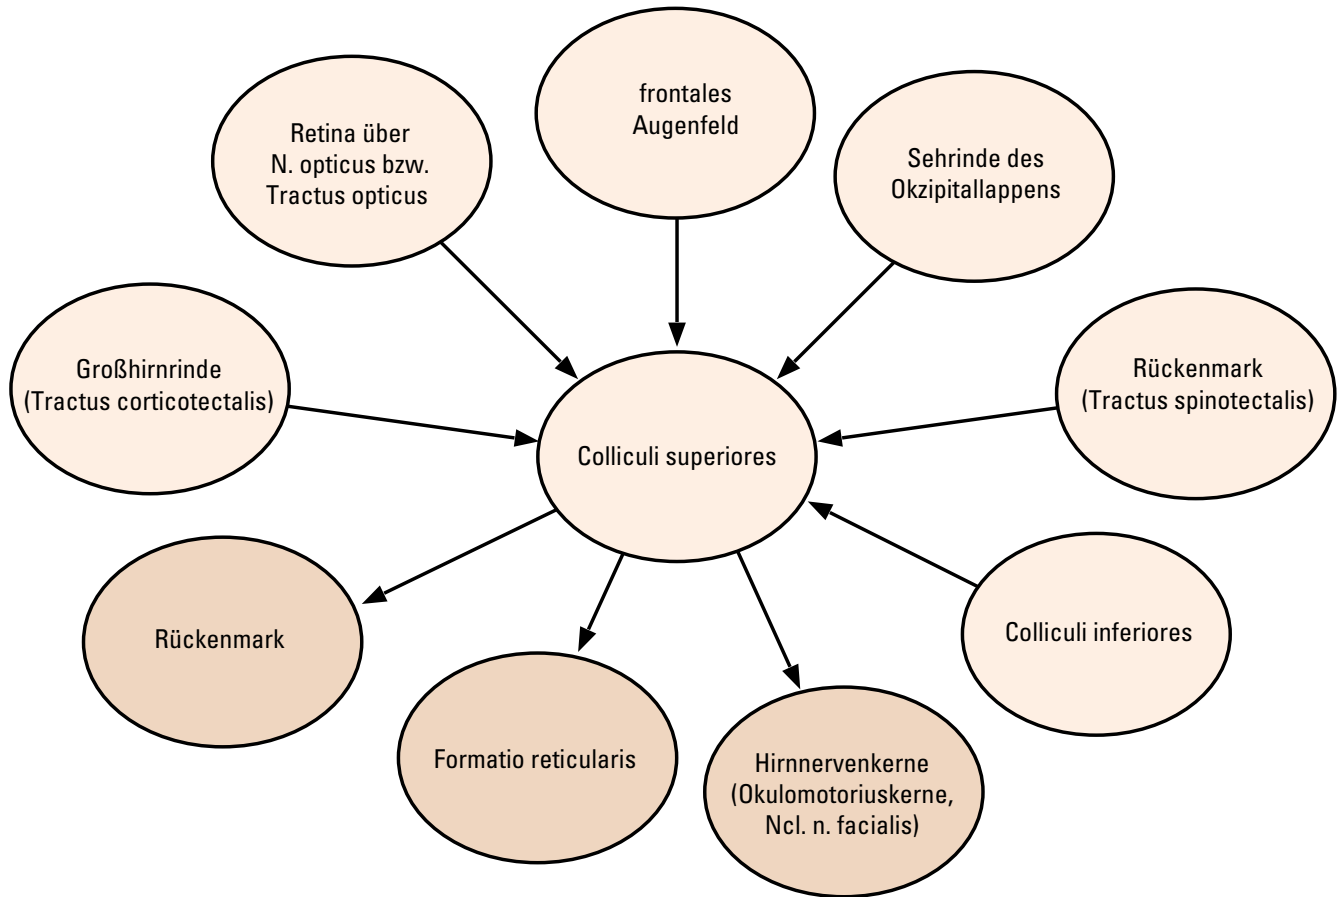 frontales
Augenfeld
Retina über
N. opticus bzw.
Tractus opticus
Sehrinde des
Okzipitallappens
Großhirnrinde
(Tractus corticotectalis)
Rückenmark
(Tractus spinotectalis)
Colliculi superiores
Rückenmark
Colliculi inferiores
Formatio reticularis
Hirnnervenkerne
(Okulomotoriuskerne,
Ncl. n. facialis)